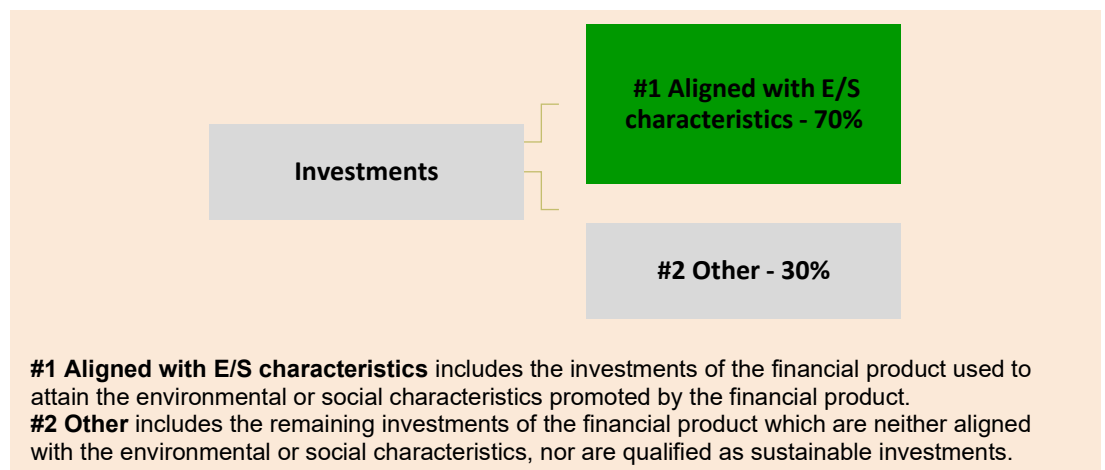 #1 Aligned with E/S
characteristics - 70%
Investments
#2 Other - 30%
#1 Aligned with E/S characteristics includes the investments of the financial product used to
attain the environmental or social characteristics promoted by the financial product.
#2 Other includes the remaining investments of the financial product which are neither aligned
with the environmental or social characteristics, nor are qualified as sustainable investments.